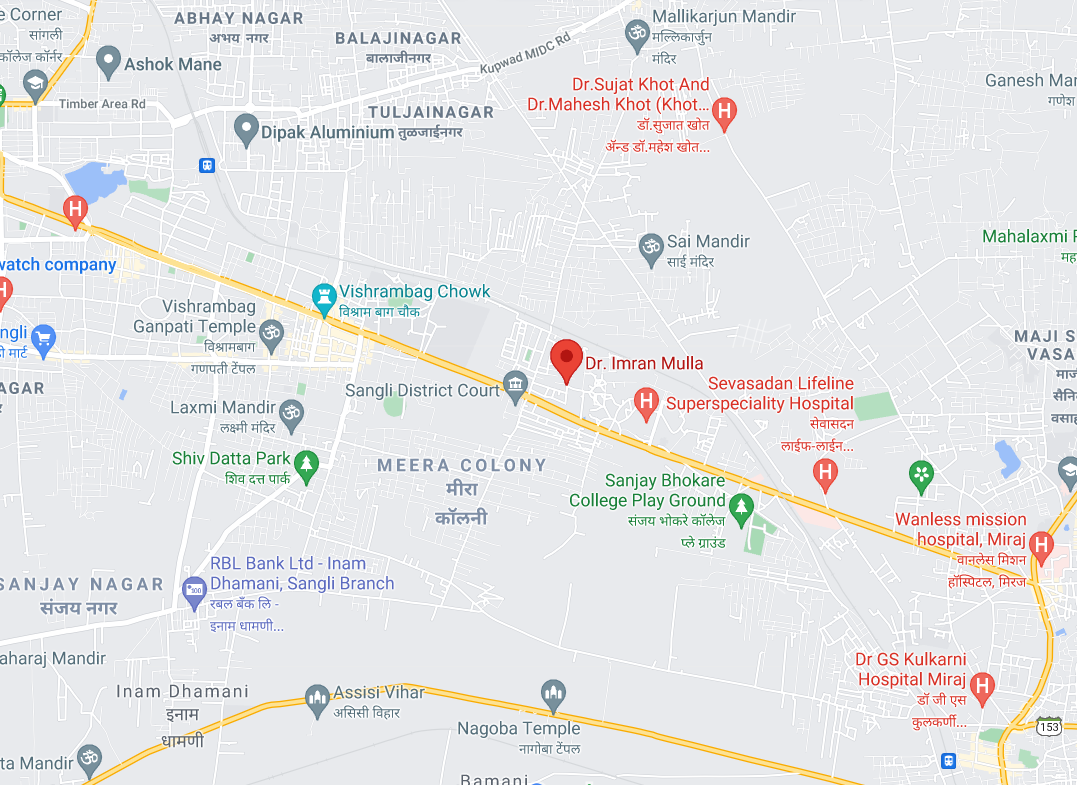 e Corner
सांगली
कॉलेज कॉर्नर
ABHAY NAGAR
अभय नगर
Ashok Mane
Timber Area Rd
BALAJINAGAR
बालाजीनगर
Kupwad MIDC Rd
TULJAINAGAR
तुळजाईनगर
Dipak Aluminium
Mallikarjun Mandir
मल्लिकार्जुन
मंदिर
Dr.Sujat Khot And
Dr.Mahesh Khot (Khot...
डॉ.सुजात खोत
ॲन्ड डॉ.महेश खोत...
H
Ganesh Man
गणेश
H
Sai Mandir
साई मंदिर
Mahalaxmi P
मह
watch company
H
Vishrambag Chowk
विश्राम बाग चौक
Vishrambag
Ganpati Temple
विश्रामबाग
गणपती टेंपल
ngli
ी मार्ट
AGAR
Sangli District Court
Dr. Imran Mulla
H
Sevasadan Lifeline
Superspeciality Hospital
सेवासदन
लाईफ-लाईन...
H
MAJI S
VASA
माजी
सैनि
वसाह
Laxmi Mandir
लक्ष्मी मंदिर
Shiv Datta Park
शिव दत्त पार्क
MEERA COLONY
मीरा
कॉलनी
Sanjay Bhokare
College Play Ground
संजय भोकरे कॉलेज
प्ले ग्राउंड
Wanless mission
hospital, Miraj
वानलेस मिशन
हॉस्पिटल, मिरज
H
RBL Bank Ltd - Inam
Dhamani, Sangli Branch
रबल बँक लि -
इनाम धामणी...
SANJAY NAGAR
संजय नगर
aharaj Mandir
Inam Dhamani
इनाम
धामणी
Assisi Vihar
असिसी विहार
Nagoba Temple
नागोबा टेंपल
Dr GS Kulkarni
Hospital Miraj
डॉ जी एस
कुलकर्णी...
H
153
ta Mandir
Bamani